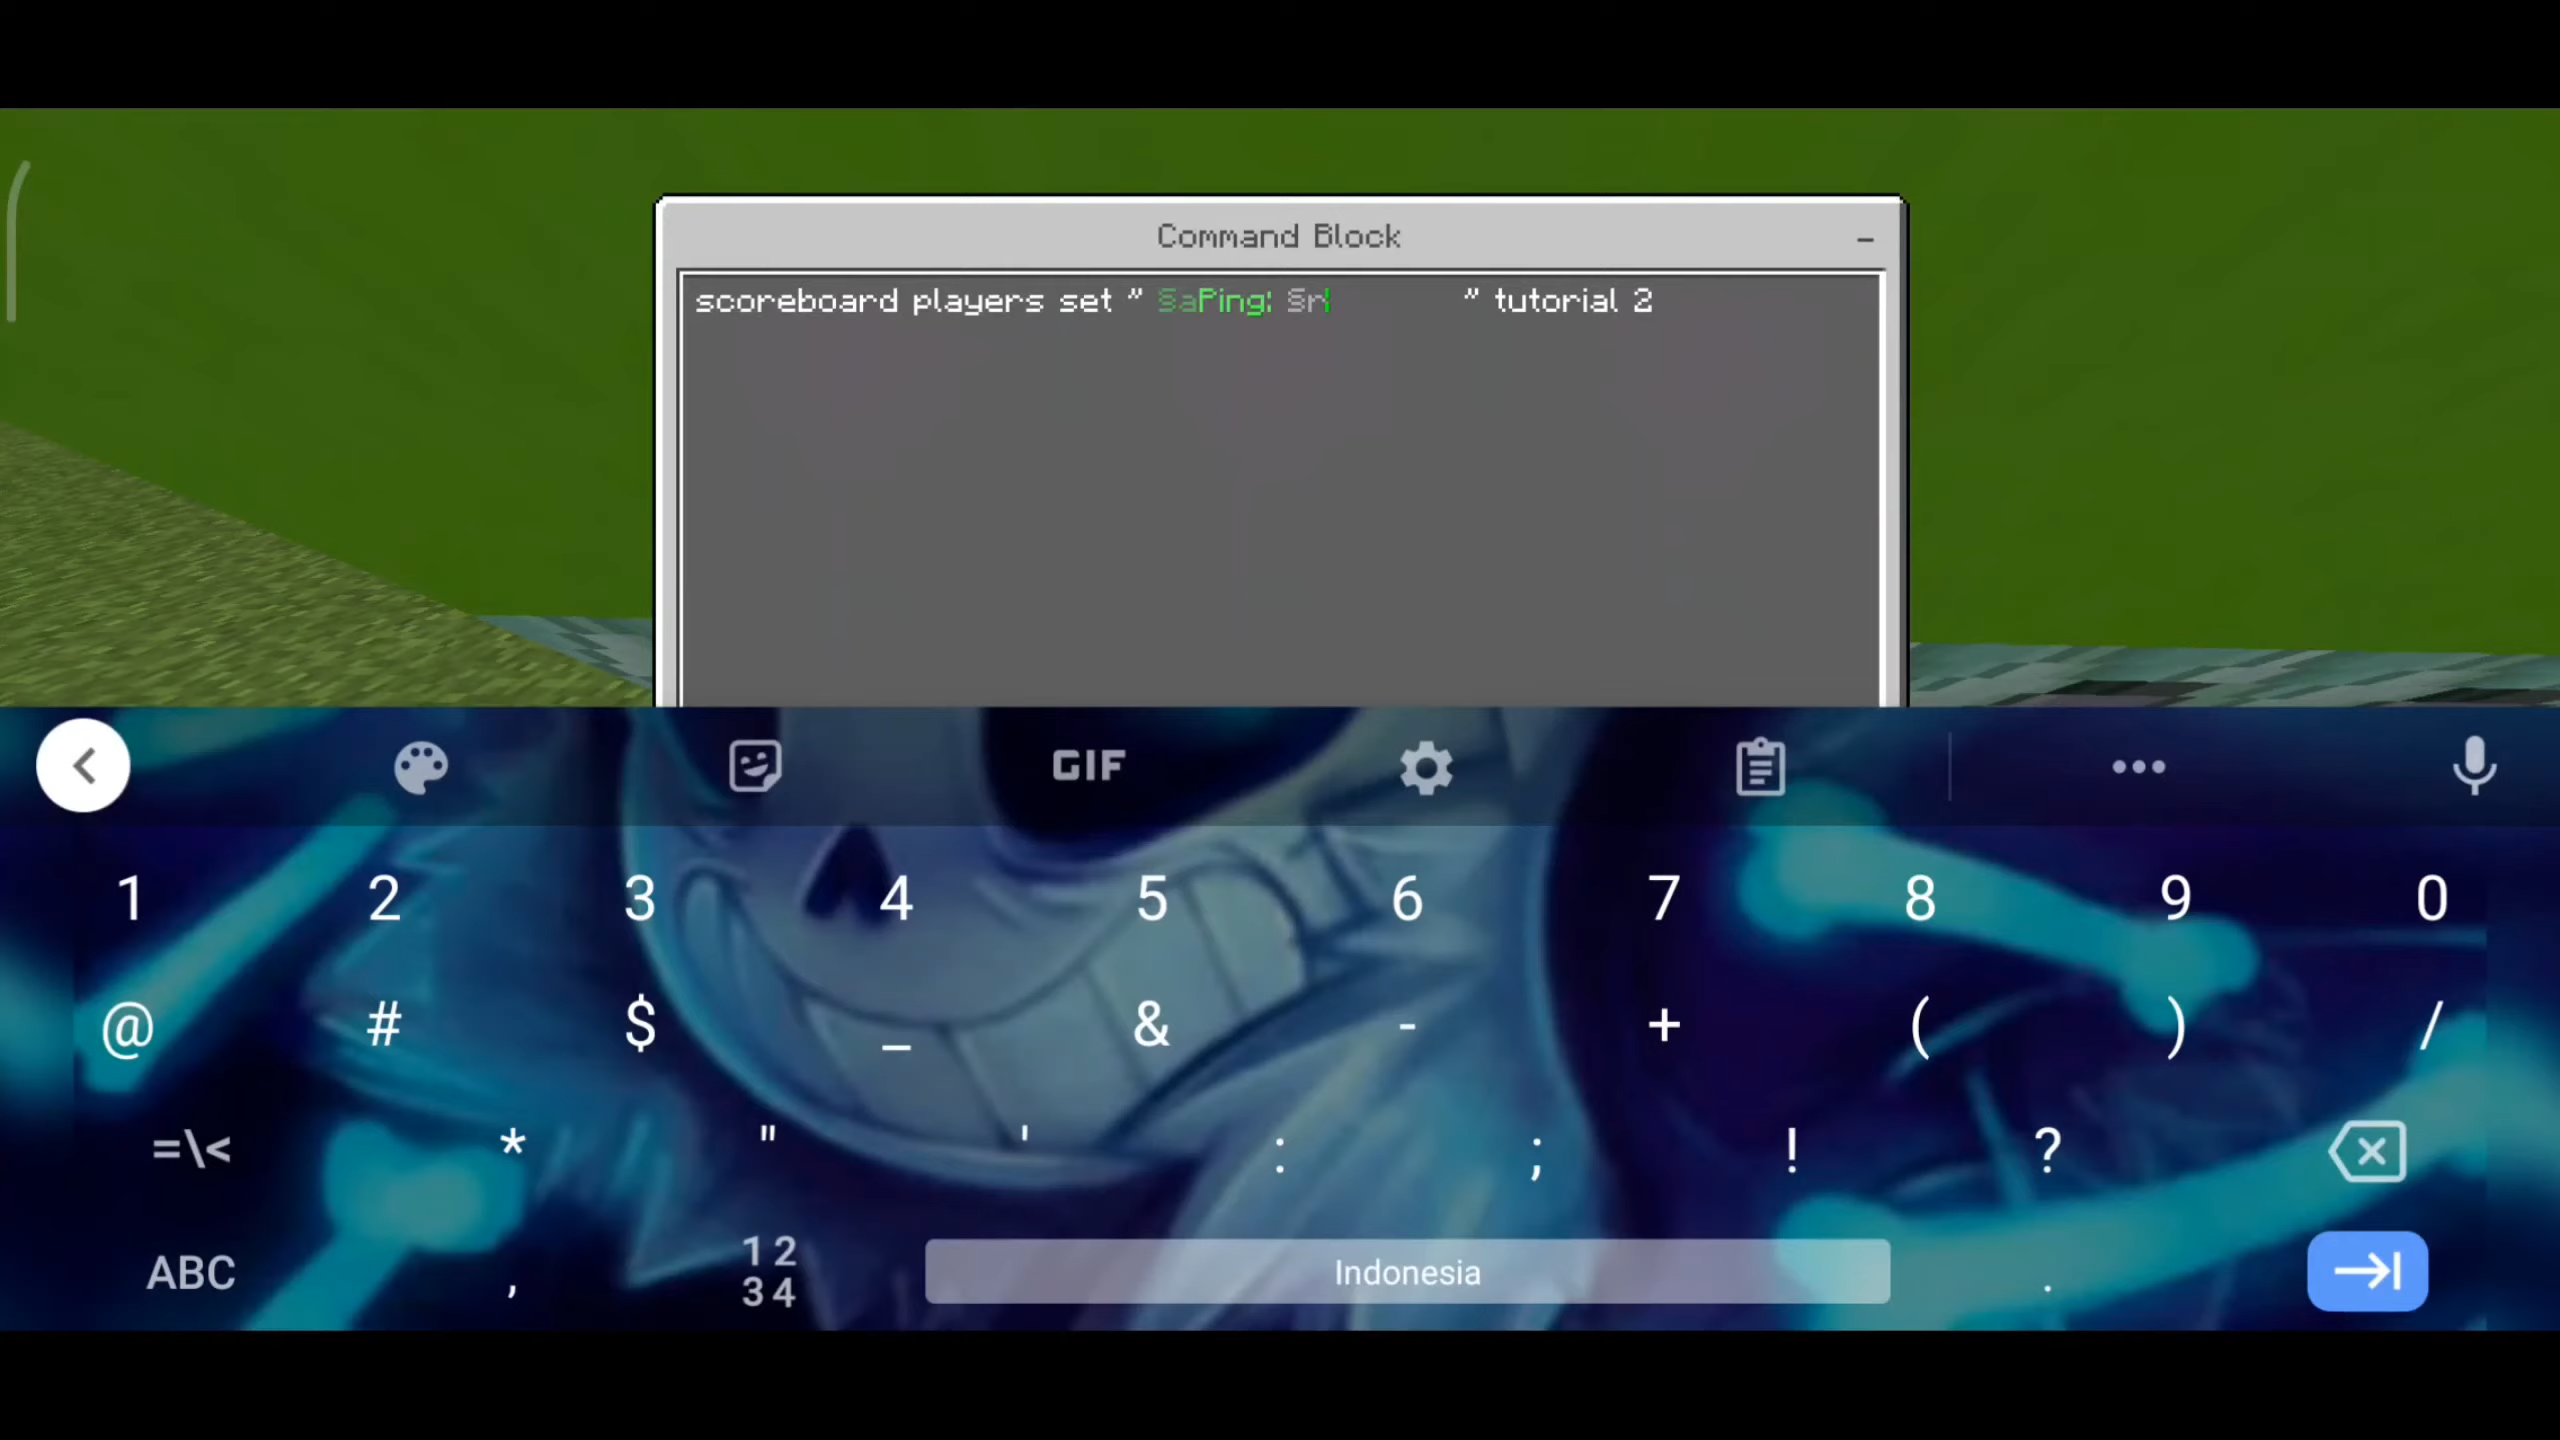 Command Block
scoreboard players set " §aPing: §r " tutorial 2
GIF
1 2 3 4 5 6 7 8 9 0
@ # $ _ & - + ( ) /
=\< * " ' : ; ! ?
ABC , 12 Indonesia .
34